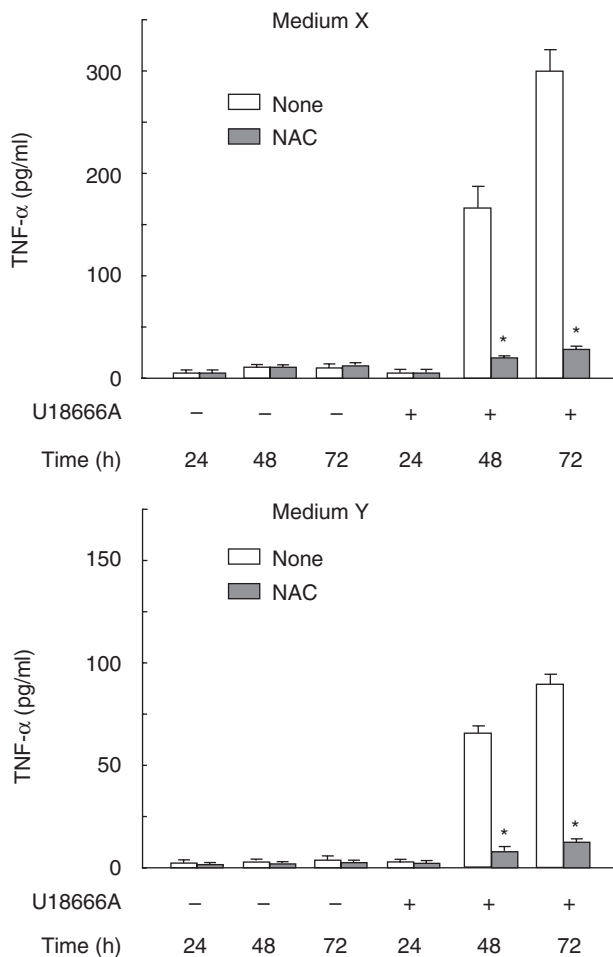 Medium X
300
200
100
0
TNF-α (pg/ml)
None
NAC
*
*
U18666A – – – + + +
Time (h) 24 48 72 24 48 72
Medium Y
150
100
50
0
TNF-α (pg/ml)
None
NAC
*
*
U18666A – – – + + +
Time (h) 24 48 72 24 48 72